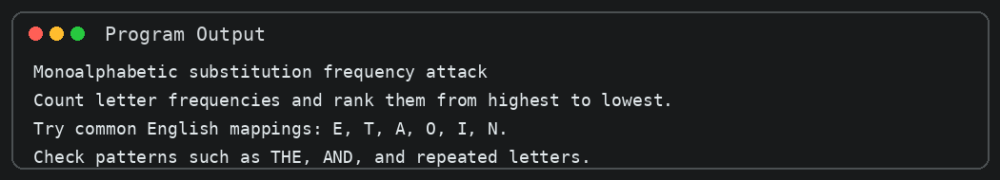 Program Output
Monoalphabetic substitution frequency attack
Count letter frequencies and rank them from highest to lowest.
Try common English mappings: E, T, A, O, I, N.
Check patterns such as THE, AND, and repeated letters.